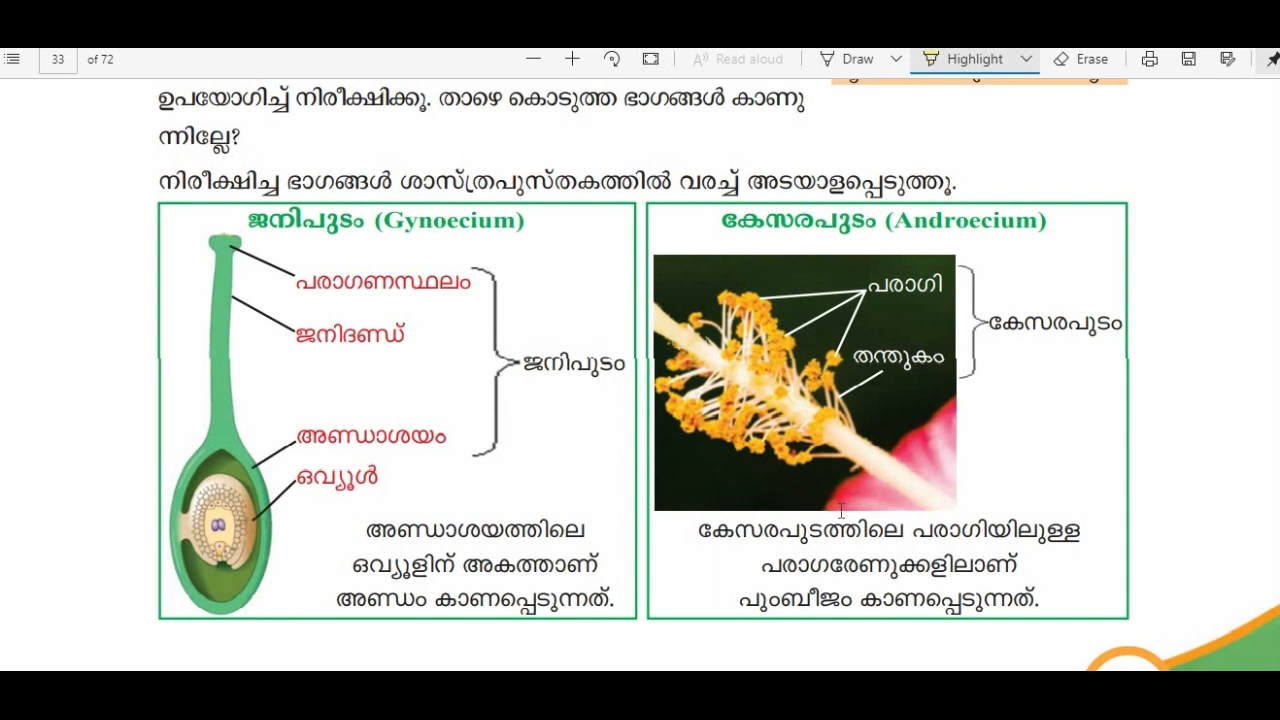 33 of 72
Read aloud
Draw
Highlight
Erase
ഉപയോഗിച്ച് നിരീക്ഷിക്കൂ. താഴെ കൊടുത്ത ഭാഗങ്ങൾ കാണു
ന്നില്ലേ?
നിരീക്ഷിച്ച ഭാഗങ്ങൾ ശാസ്ത്രപുസ്തകത്തിൽ വരച്ച് അടയാളപ്പെടുത്തൂ.
ജനിപുടം (Gynoecium)
പരാഗണസ്ഥലം
ജനിദണ്ഡ്
ജനിപുടം
അണ്ഡാശയം
ഒവ്യൂൾ
അണ്ഡാശയത്തിലെ
ഒവ്യൂളിന് അകത്താണ്
അണ്ഡം കാണപ്പെടുന്നത്.
കേസരപുടം (Androecium)
പരാഗി
കേസരപുടം
തന്തുകം
കേസരപുടത്തിലെ പരാഗിയിലുള്ള
പരാഗരേണുക്കളിലാണ്
പുംബീജം കാണപ്പെടുന്നത്.